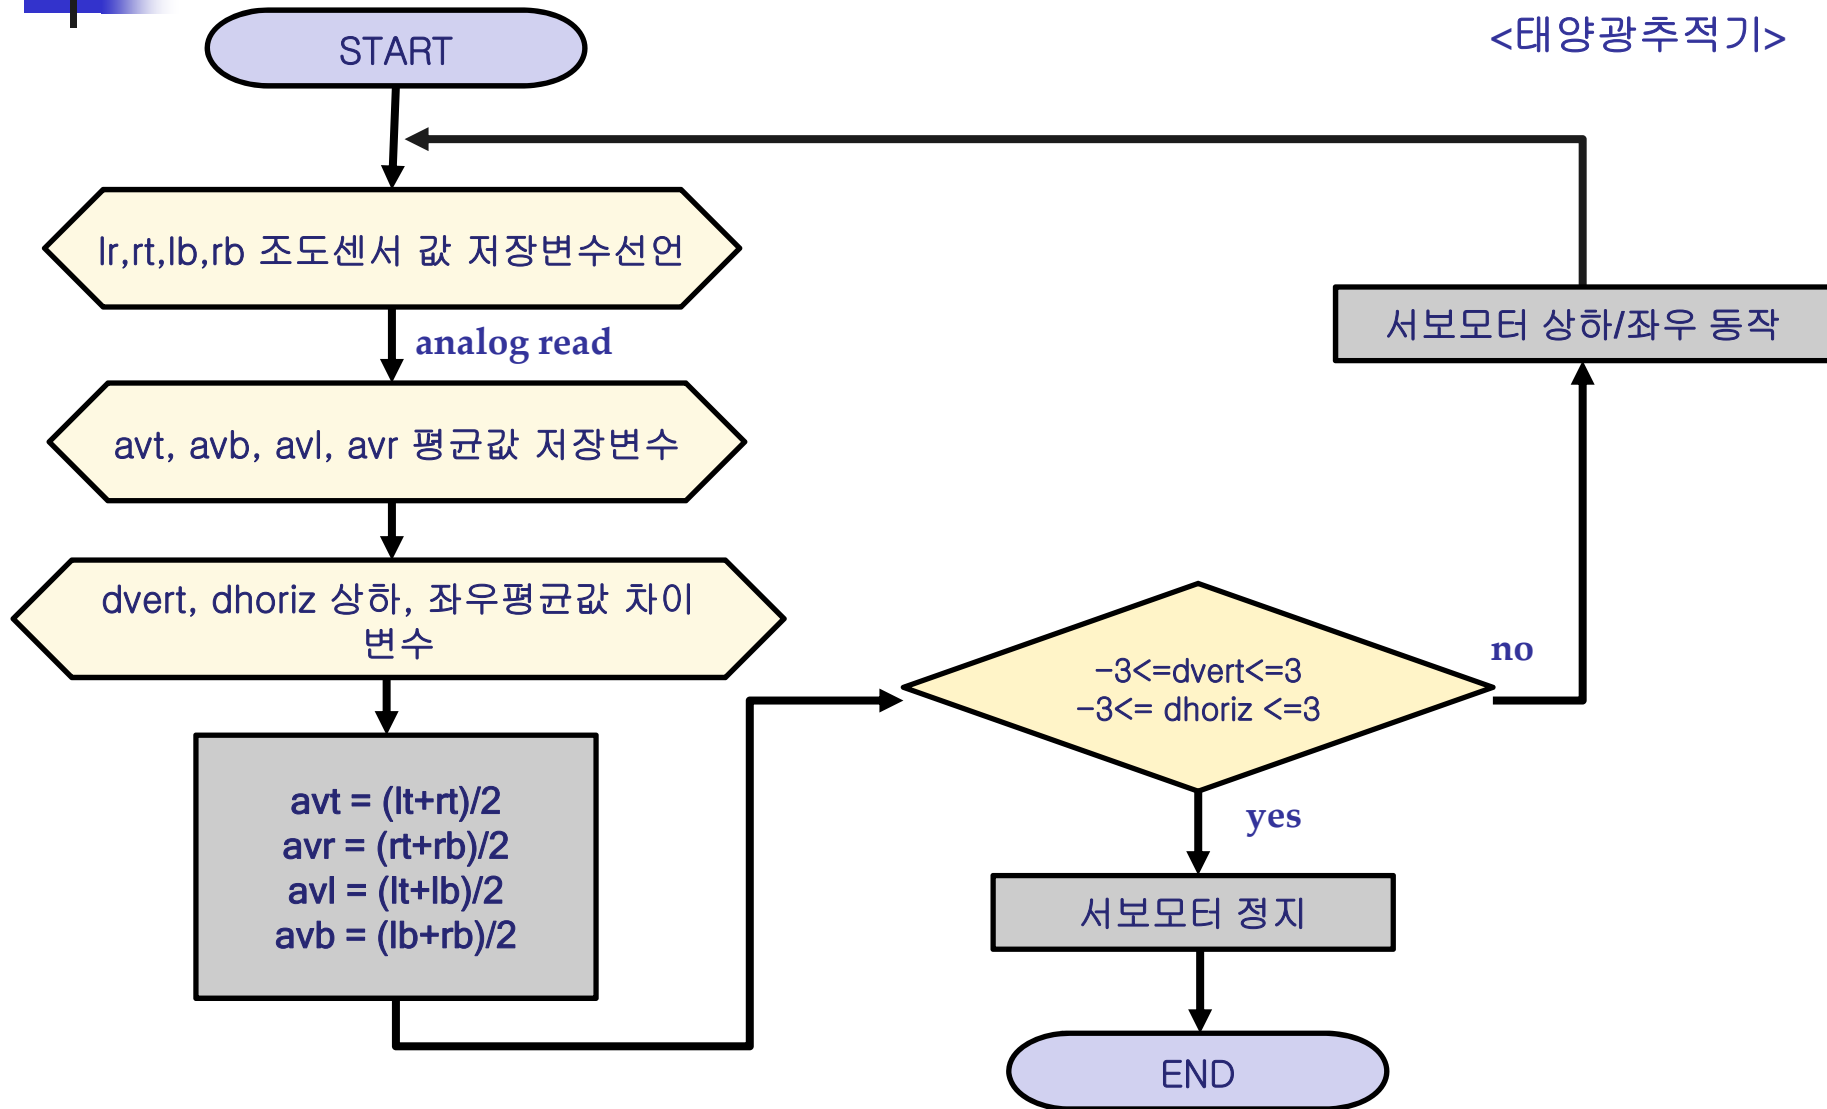 <태양광추적기>
START
lr,rt,lb,rb 조도센서 값 저장변수선언
analog read
avt, avb, avl, avr 평균값 저장변수
dvert, dhoriz 상하, 좌우평균값 차이
변수
avt = (lt+rt)/2
avr = (rt+rb)/2
avl = (lt+lb)/2
avb = (lb+rb)/2
-3<=dvert<=3
-3<= dhoriz <=3
no
서보모터 상하/좌우 동작
yes
서보모터 정지
END